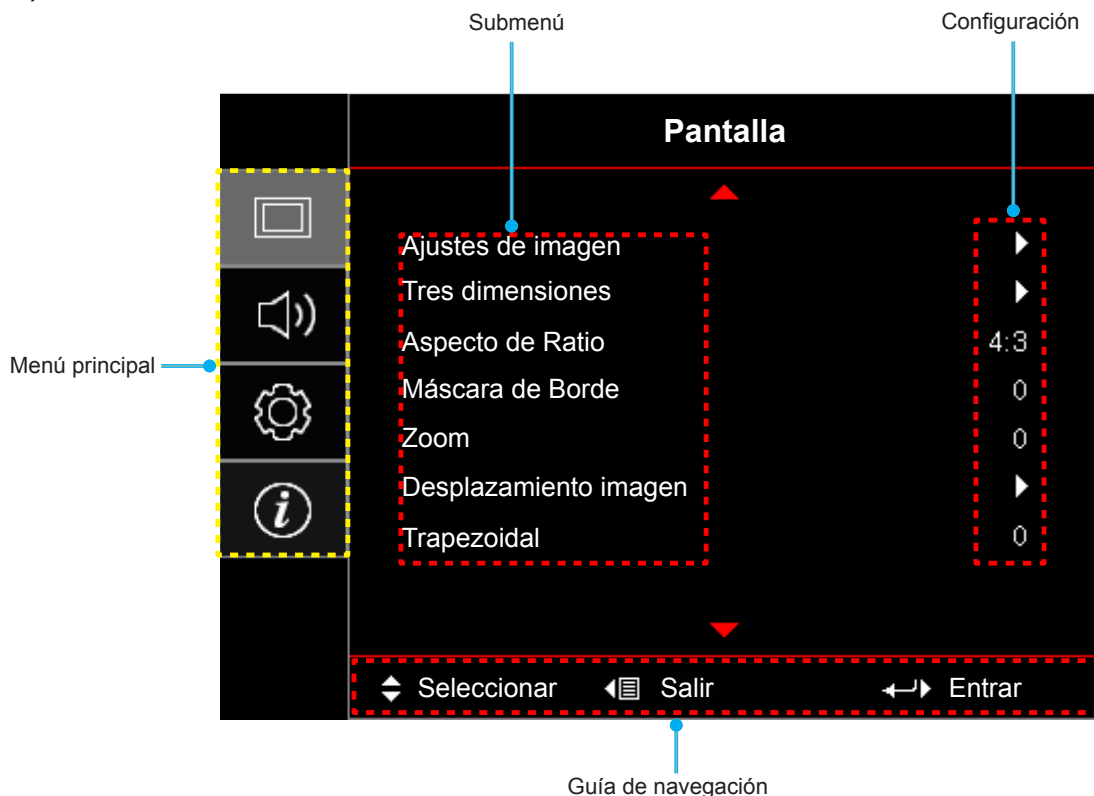 Submenú
Configuración
Pantalla
Ajustes de imagen
Tres dimensiones
Aspecto de Ratio 4:3
Máscara de Borde 0
Zoom 0
Desplazamiento imagen
Trapezoidal 0
Menú principal
Seleccionar Salir Entrar
Guía de navegación